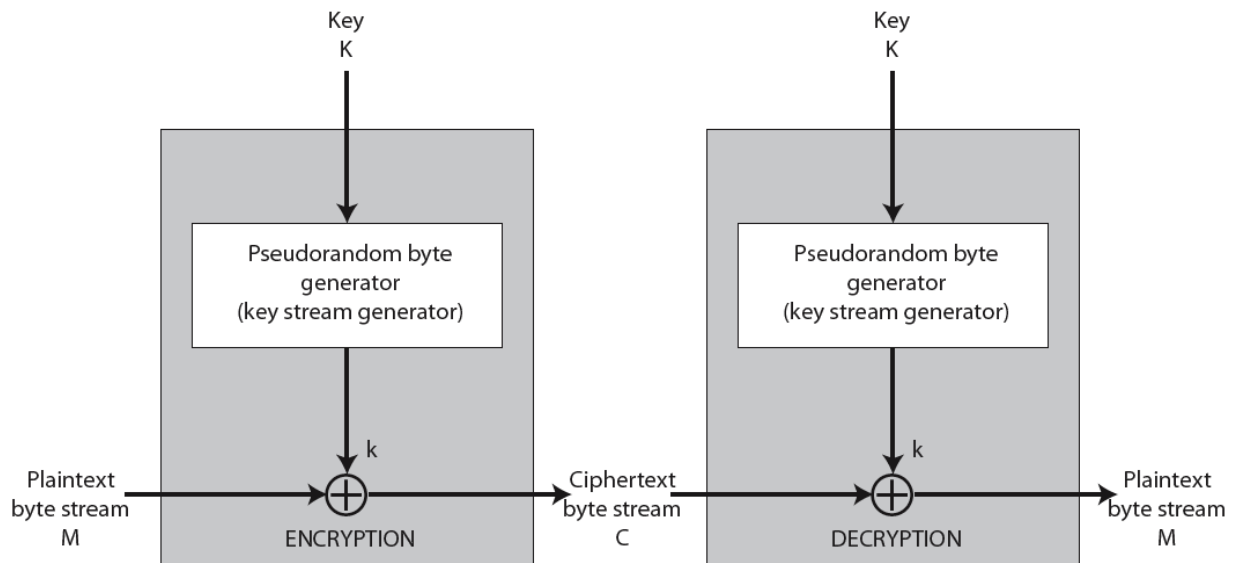 Key
K
Key
K
Pseudorandom byte
generator
(key stream generator)
Pseudorandom byte
generator
(key stream generator)
k
k
Plaintext
byte stream
M
ENCRYPTION
Ciphertext
byte stream
C
DECRYPTION
Plaintext
byte stream
M